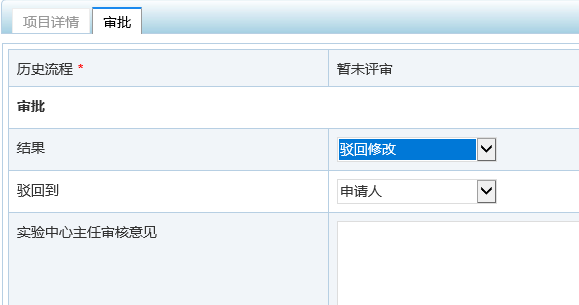 项目详情 审批
历史流程 * 暂未评审
审批
结果 驳回修改
驳回到 申请人
实验中心主任审核意见